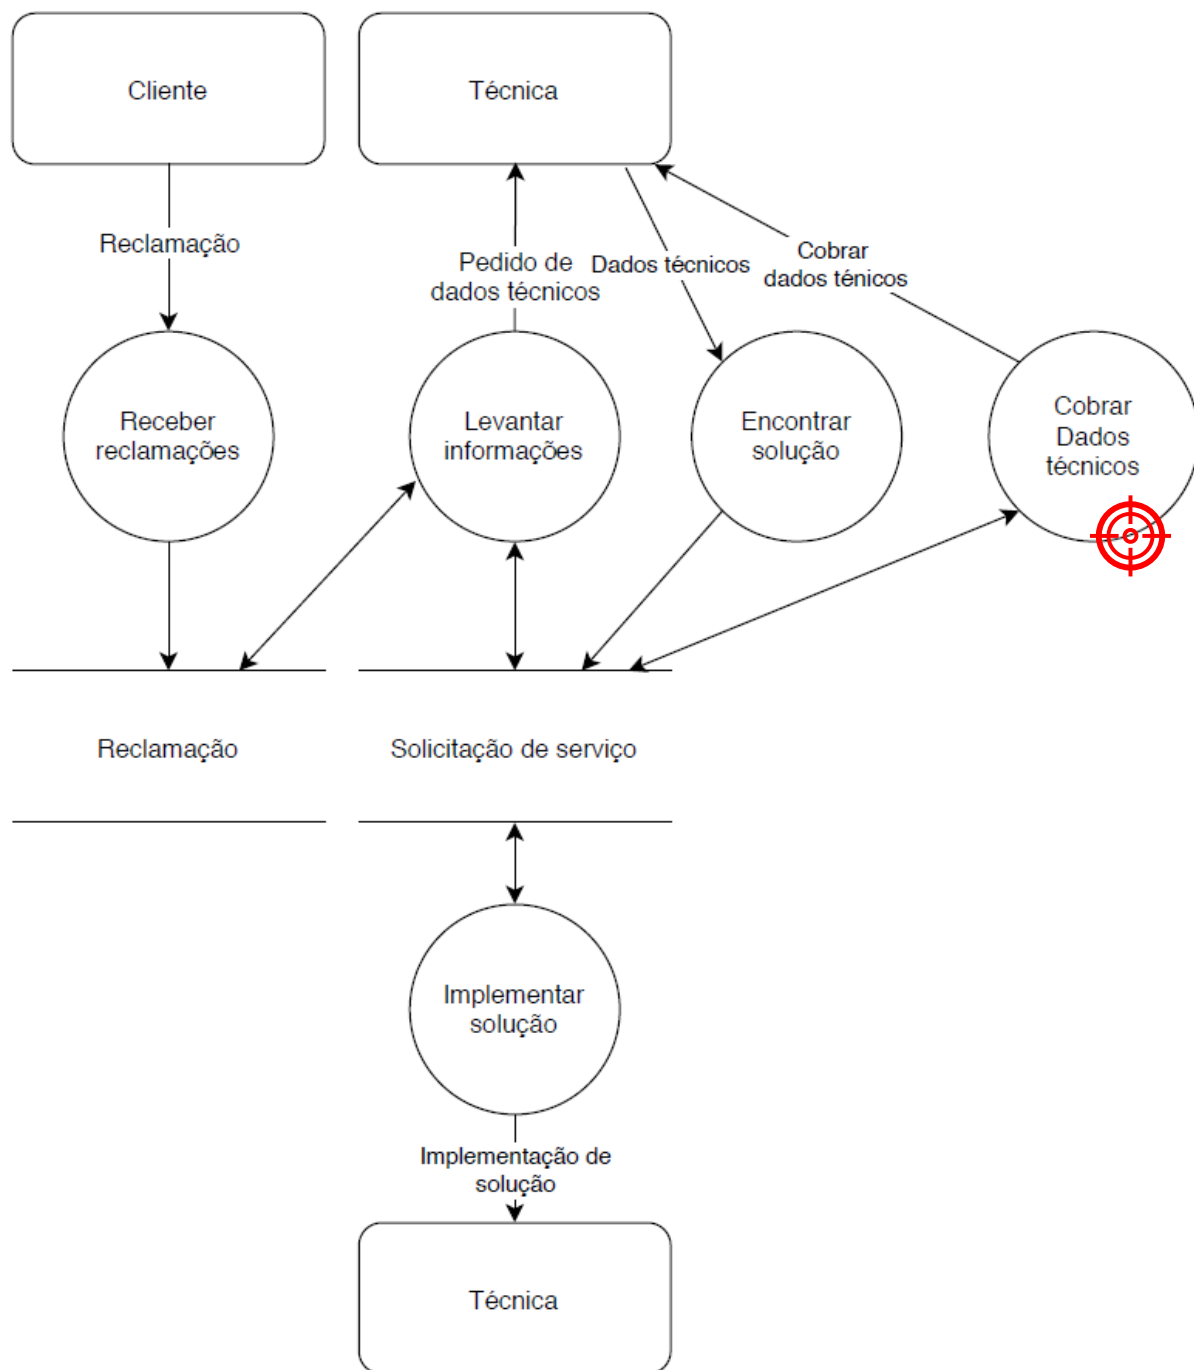 Cliente
Técnica
Reclamação
Pedido de
dados técnicos
Dados técnicos
Cobrar
dados ténicos
Receber
reclamações
Levantar
informações
Encontrar
solução
Cobrar
Dados
técnicos
Reclamação
Solicitação de serviço
Implementar
solução
Implementação de
solução
Técnica